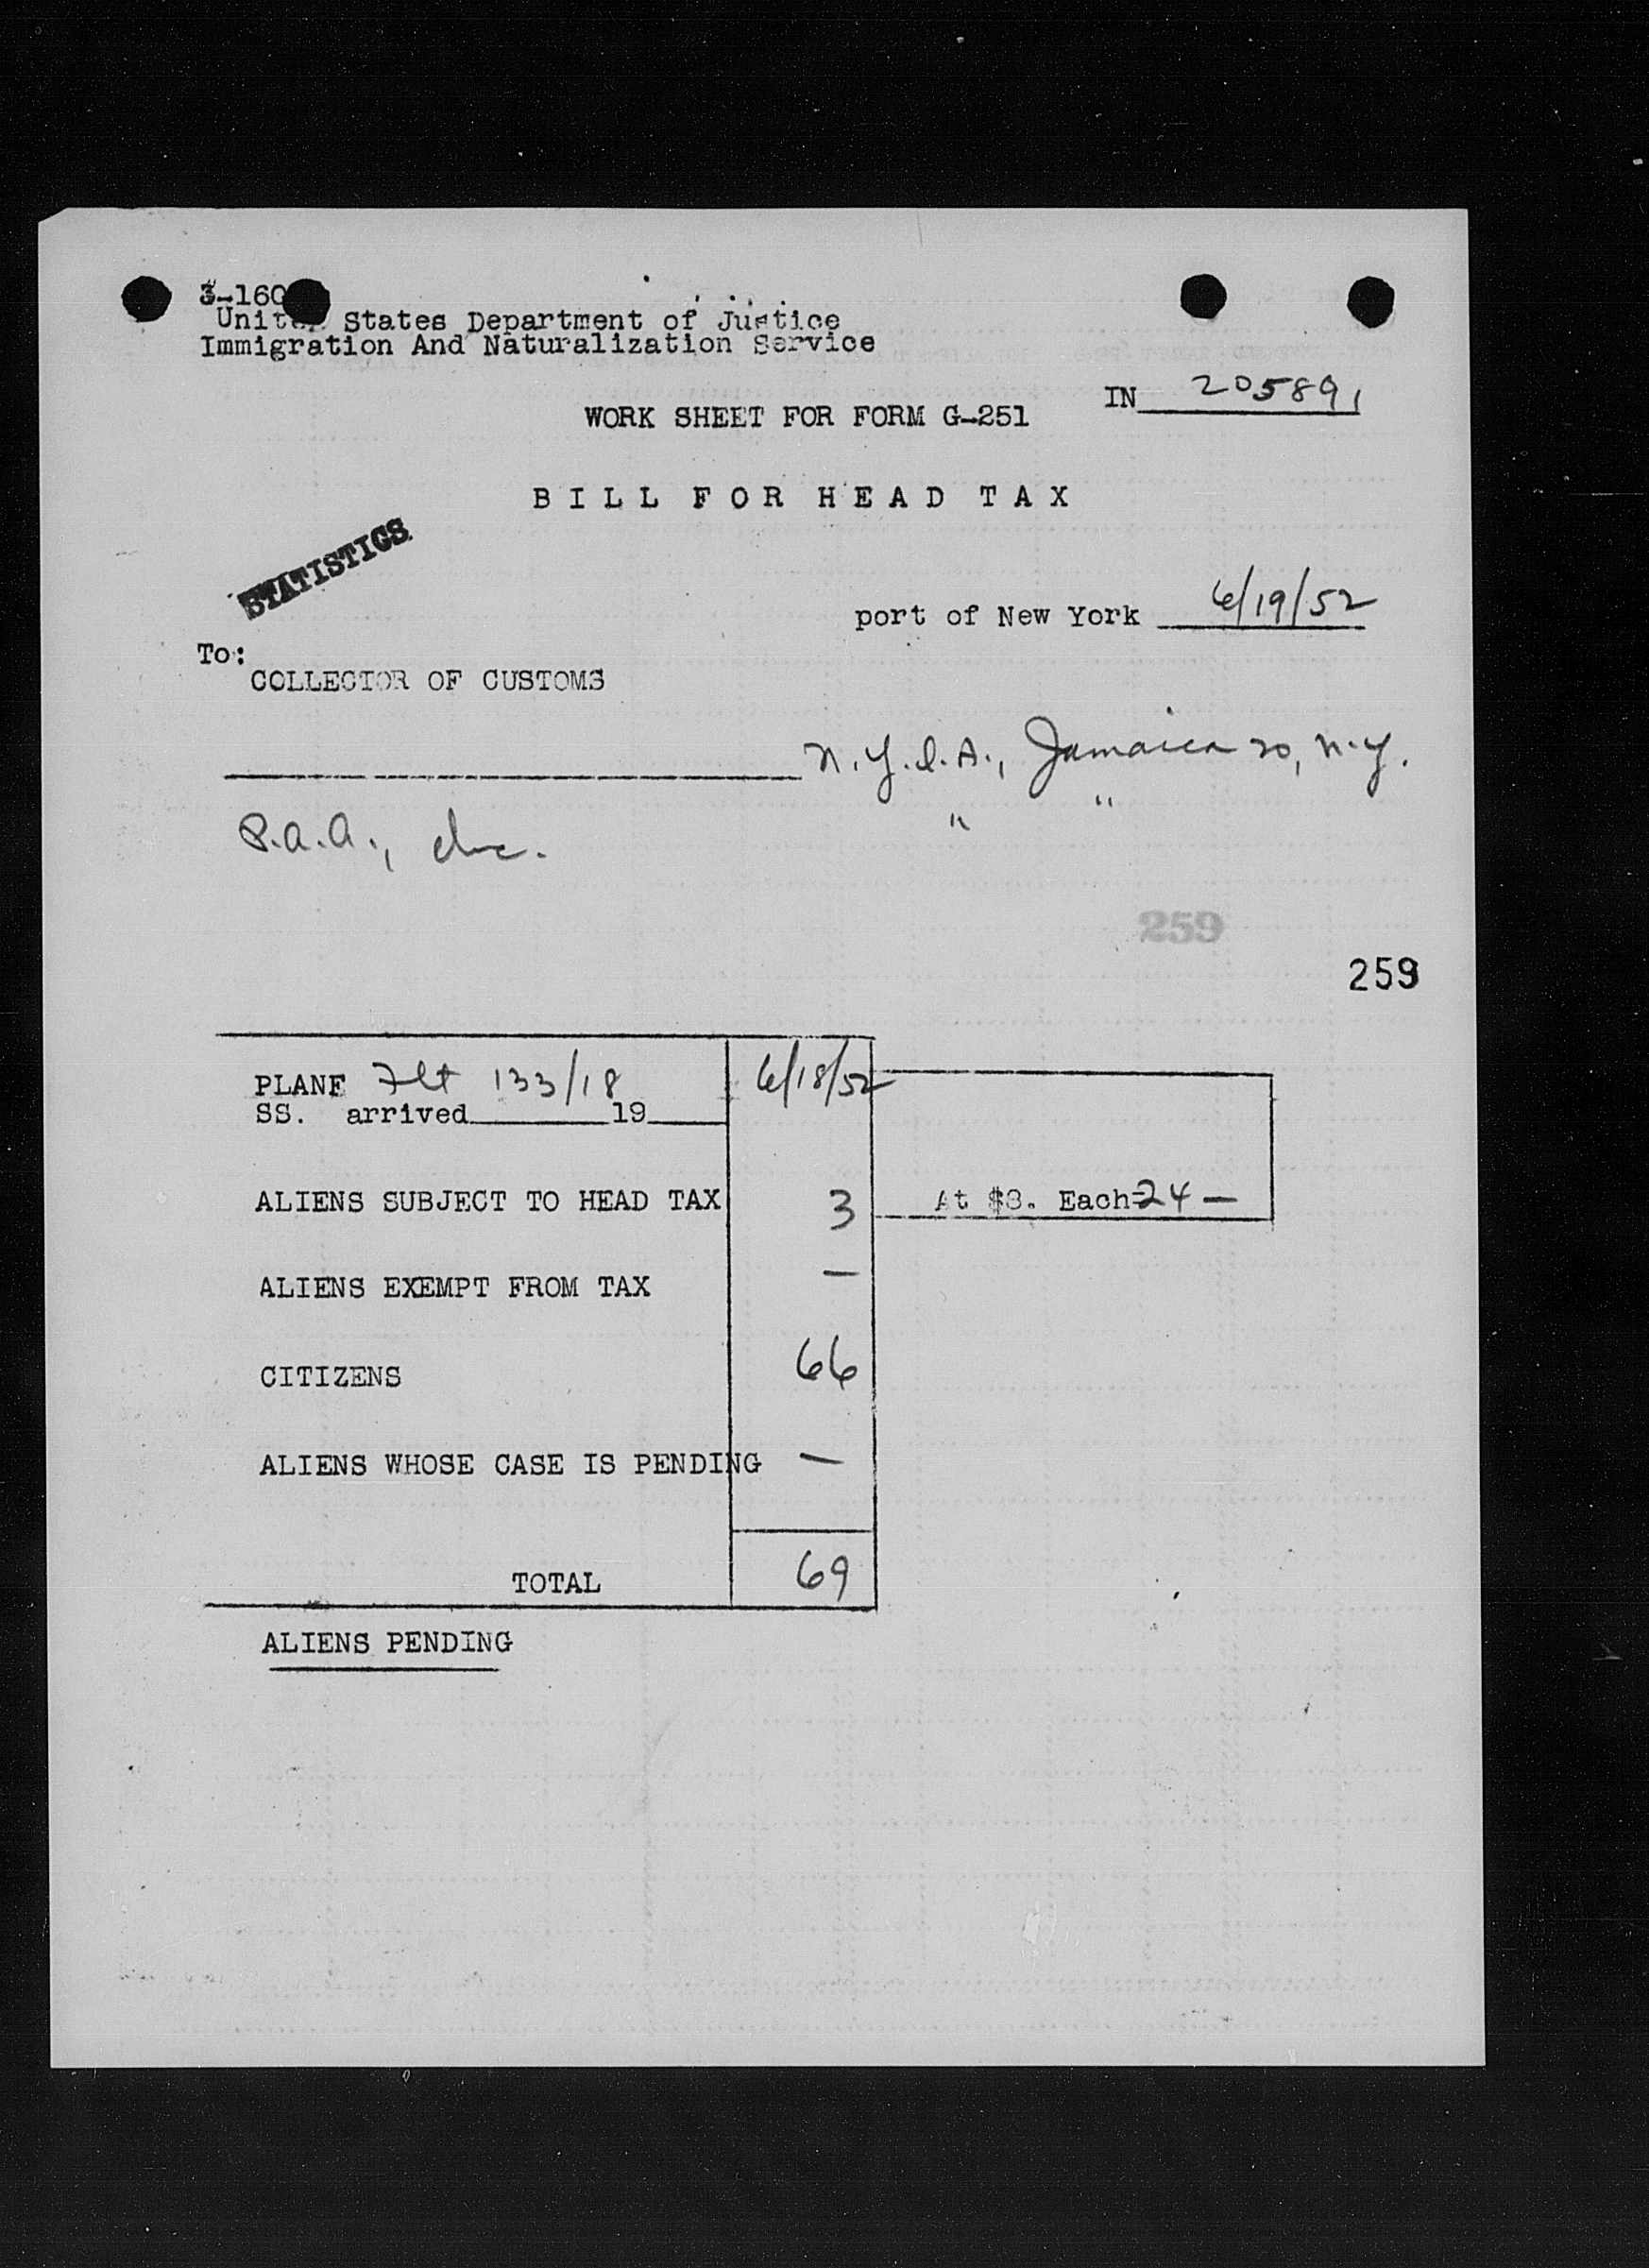 3-160
United States Department of Justice
Immigration And Naturalization Service
IN 205891
WORK SHEET FOR FORM G-251
BILL FOR HEAD TAX
STATISTICS
port of New York 6/19/52
To:
COLLECTOR OF CUSTOMS
N.Y.I.A., Jamaica 20, N.Y.
P.A.A., Inc. " "
259
259
PLANE Flt 133/18 6/18/52
SS. arrived 19
ALIENS SUBJECT TO HEAD TAX 3 At $8. Each 24 —
ALIENS EXEMPT FROM TAX —
CITIZENS 66
ALIENS WHOSE CASE IS PENDING —
TOTAL 69
ALIENS PENDING